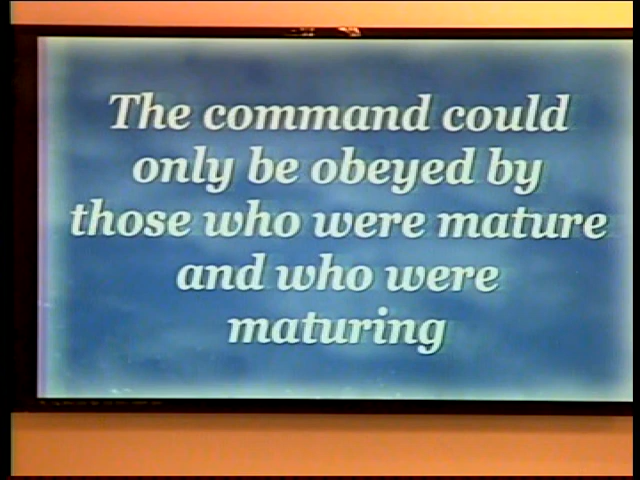 The command could
only be obeyed by
those who were mature
and who were
maturing